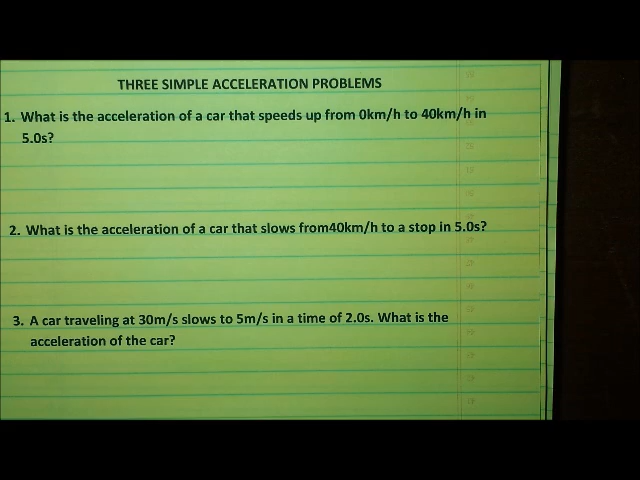 THREE SIMPLE ACCELERATION PROBLEMS
1. What is the acceleration of a car that speeds up from 0km/h to 40km/h in
5.0s?
2. What is the acceleration of a car that slows from40km/h to a stop in 5.0s?
3. A car traveling at 30m/s slows to 5m/s in a time of 2.0s. What is the
acceleration of the car?